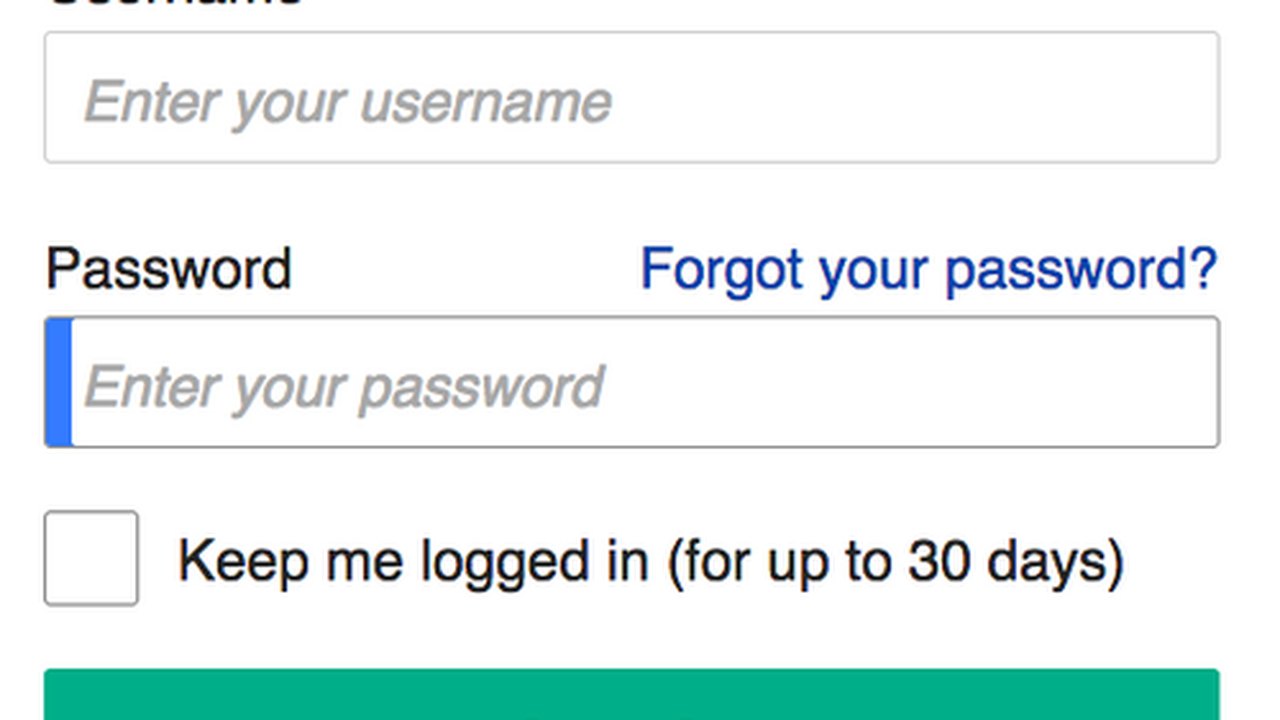 Username
Enter your username
Password Forgot your password?
Enter your password
Keep me logged in (for up to 30 days)